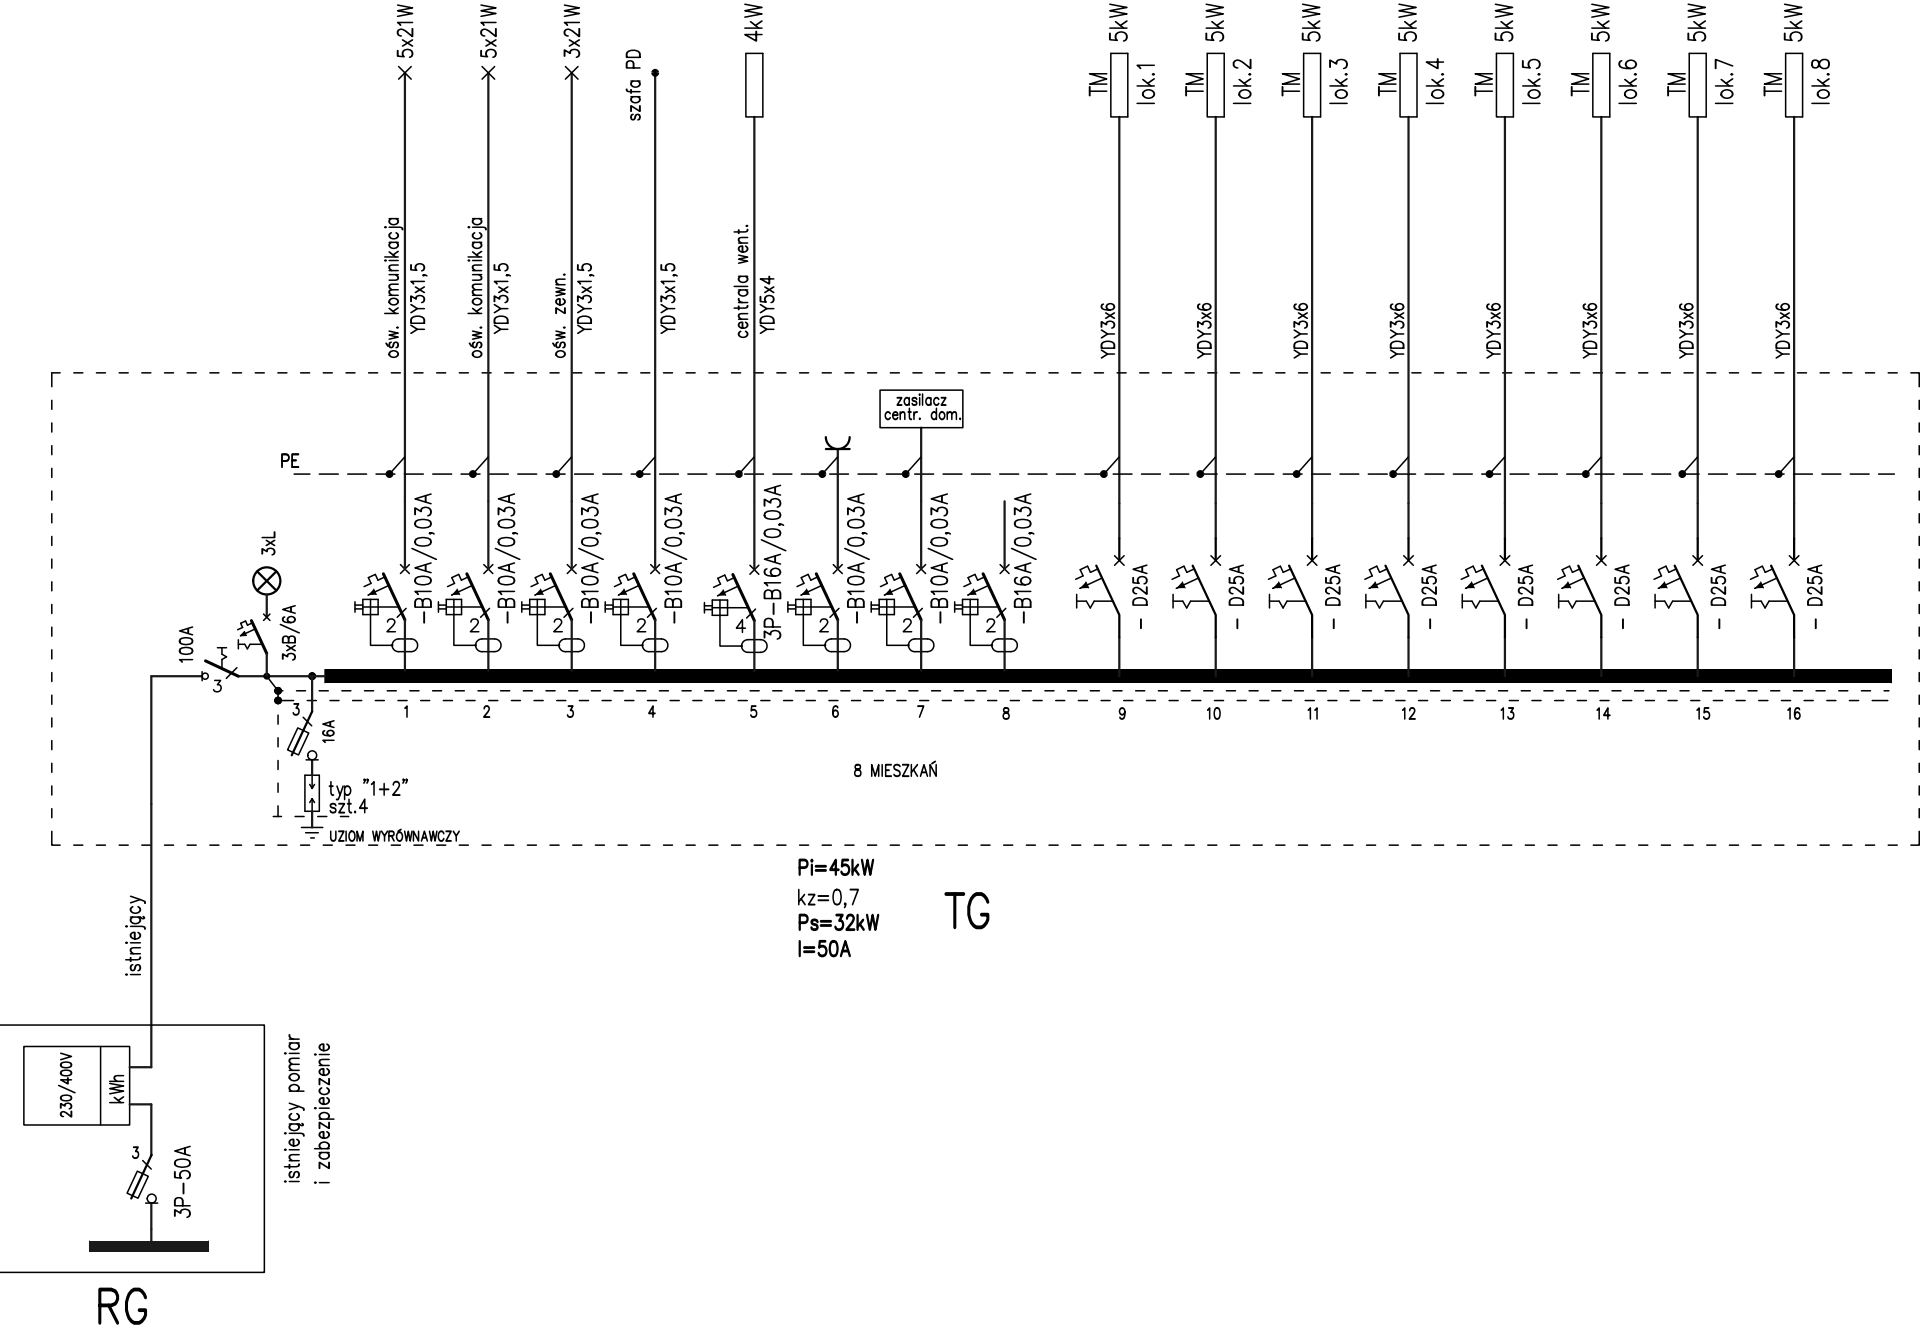 5x21W
5x21W
3x21W
szafa PD
4kW
5kW
5kW
5kW
5kW
5kW
5kW
5kW
5kW
TM
lok.1
TM
lok.2
TM
lok.3
TM
lok.4
TM
lok.5
TM
lok.6
TM
lok.7
TM
lok.8
ośw. komunikacja
YDY3x1,5
ośw. komunikacja
YDY3x1,5
ośw. zewn.
YDY3x1,5
YDY3x1,5
centrala went.
YDY5x4
YDY3x6
YDY3x6
YDY3x6
YDY3x6
YDY3x6
YDY3x6
YDY3x6
YDY3x6
zasilacz
centr. dom.
PE
-B10A/0,03A
-B10A/0,03A
-B10A/0,03A
-B10A/0,03A
3P-B16A/0,03A
-B10A/0,03A
-B10A/0,03A
-B16A/0,03A
- D25A
- D25A
- D25A
- D25A
- D25A
- D25A
- D25A
- D25A
2
2
2
2
4
2
2
2
3xL
3xB/6A
100A
3
3
16A
1
2
3
4
5
6
7
8
9
10
11
12
13
14
15
16
8 MIESZKAŃ
typ "1+2"
szt.4
UZIOM WYRÓWNAWCZY
Pi=45kW
kz=0,7
Ps=32kW
I=50A
TG
istniejący
230/400V
kWh
3
3P-50A
istniejący pomiar
i zabezpieczenie
RG